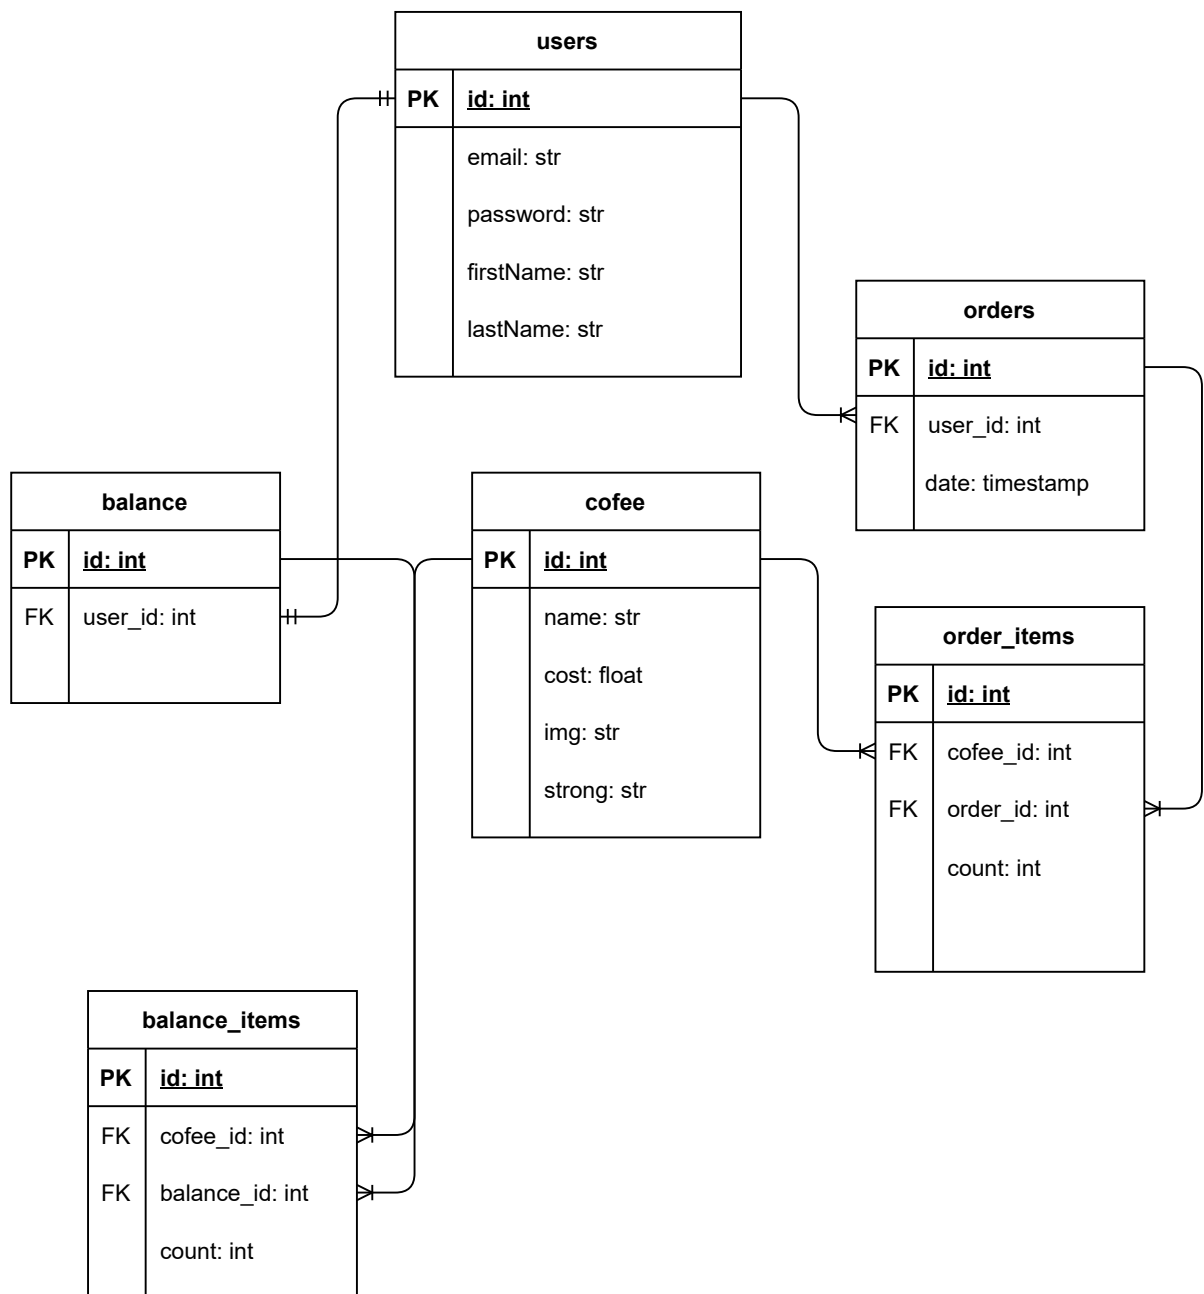 users
PK id: int
email: str
password: str
firstName: str
lastName: str
orders
PK id: int
FK user_id: int
date: timestamp
balance
PK id: int
FK user_id: int
cofee
PK id: int
name: str
cost: float
img: str
strong: str
order_items
PK id: int
FK cofee_id: int
FK order_id: int
count: int
balance_items
PK id: int
FK cofee_id: int
FK balance_id: int
count: int